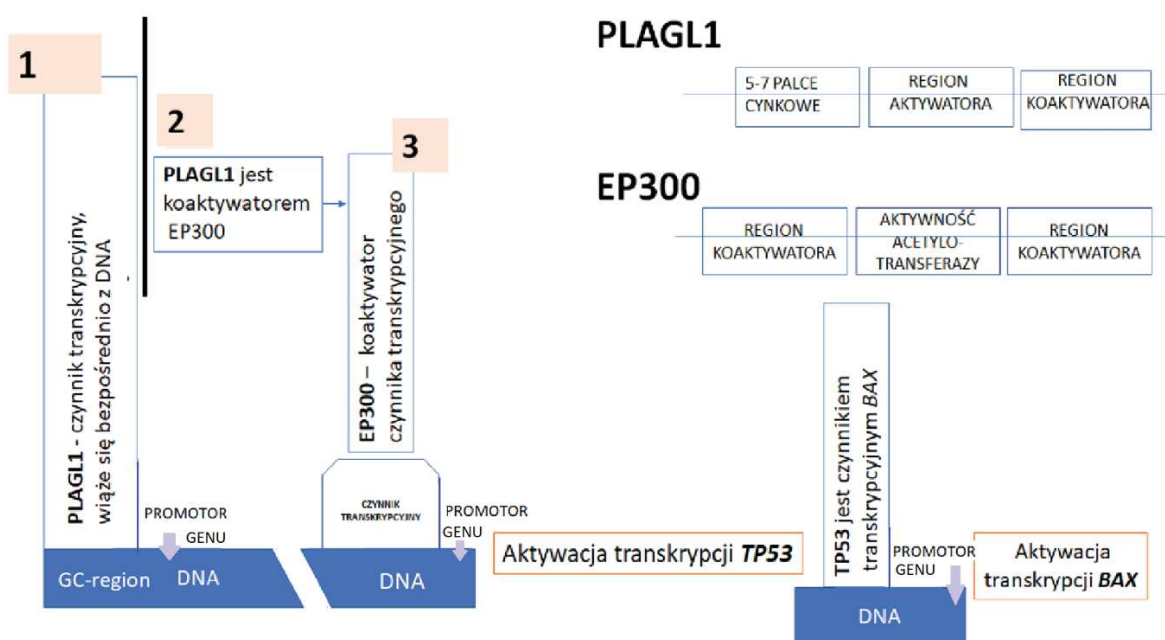 1
PLAGL1 - czynnik transkrypcyjny,
wiąże się bezpośrednio z DNA
-
2
PLAGL1 jest
koaktywatorem
EP300
3
EP300 – koaktywator
czynnika transkrypcyjnego
CZYNNIK
TRANSKRYPCYJNY
PROMOTOR
GENU
GC-region
DNA
PROMOTOR
GENU
DNA
Aktywacja transkrypcji TP53
PLAGL1
5-7 PALCE
CYNKOWE
REGION
AKTYWATORA
REGION
KOAKTYWATORA
EP300
REGION
KOAKTYWATORA
AKTYWNOŚĆ
ACETYLO-
TRANSFERAZY
REGION
KOAKTYWATORA
TP53 jest czynnikiem
transkrypcyjnym BAX
PROMOTOR
GENU
DNA
Aktywacja
transkrypcji BAX